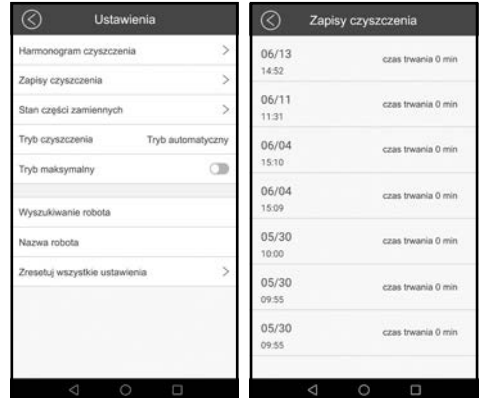 Ustawienia
Harmonogram czyszczenia
Zapisy czyszczenia
Stan części zamiennych
Tryb czyszczenia Tryb automatyczny
Tryb maksymalny
Wyszukiwanie robota
Nazwa robota
Zresetuj wszystkie ustawienia
Zapisy czyszczenia
06/13
14:52
czas trwania 0 min
06/11
11:31
czas trwania 0 min
06/04
15:10
czas trwania 0 min
06/04
15:09
czas trwania 0 min
05/30
10:00
czas trwania 0 min
05/30
09:55
czas trwania 0 min
05/30
09:55
czas trwania 0 min